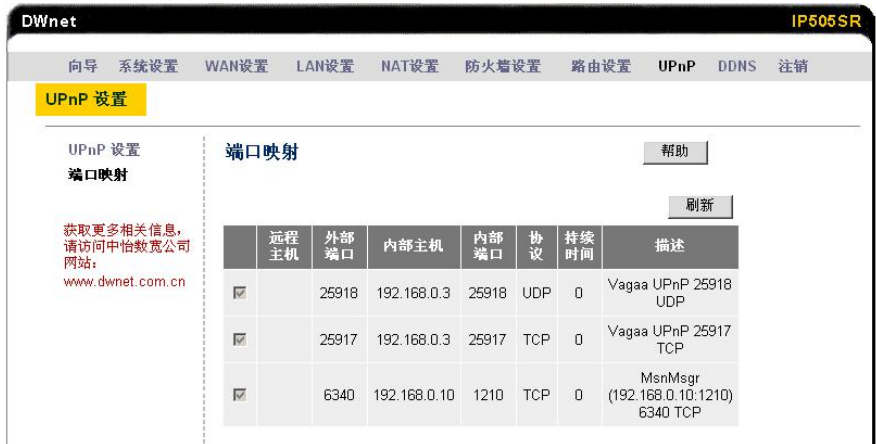 DWnet
IP505SR
向导 系统设置 WAN设置 LAN设置 NAT设置 防火墙设置 路由设置 UPnP DDNS 注销
UPnP 设置
UPnP 设置
端口映射
获取更多相关信息，
请访问中怡数宽公司
网站：
www.dwnet.com.cn
端口映射
帮助
刷新
远程
主机
外部
端口
内部主机
内部
端口
协
议
持续
时间
描述
25918 192.168.0.3 25918 UDP 0 Vagaa UPnP 25918
UDP
25917 192.168.0.3 25917 TCP 0 Vagaa UPnP 25917
TCP
6340 192.168.0.10 1210 TCP 0 MsnMsgr
(192.168.0.10:1210)
6340 TCP